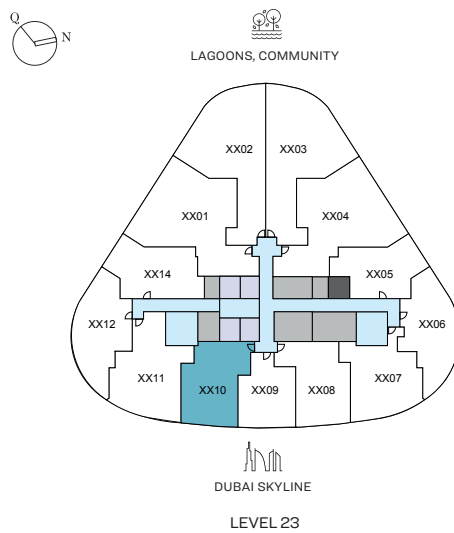 Q
N
LAGOONS, COMMUNITY
XX02
XX03
XX01
XX04
XX14
XX05
XX12
XX06
XX11
XX10
XX09
XX08
XX07
DUBAI SKYLINE
LEVEL 23